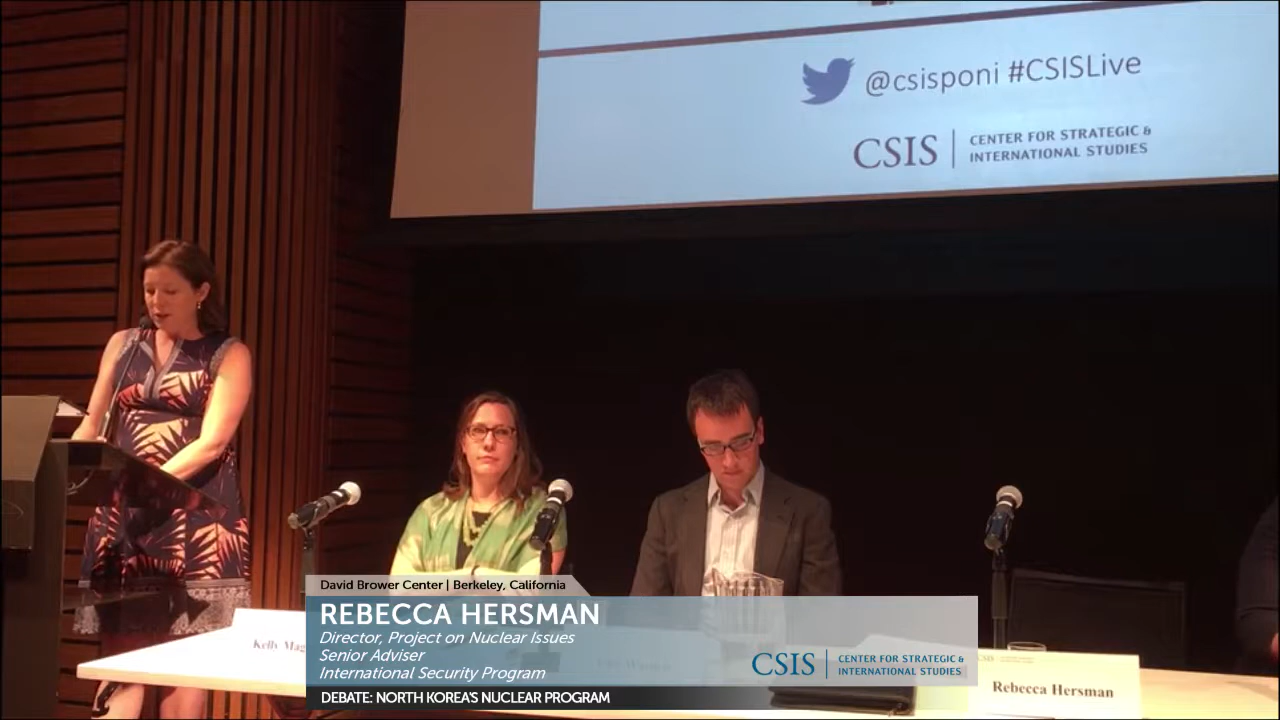 @csisponi #CSISLive
CSIS | CENTER FOR STRATEGIC &
INTERNATIONAL STUDIES
David Brower Center | Berkeley, California
REBECCA HERSMAN
Director, Project on Nuclear Issues
Senior Adviser
International Security Program
CSIS | CENTER FOR STRATEGIC &
INTERNATIONAL STUDIES
DEBATE: NORTH KOREA'S NUCLEAR PROGRAM
Kelly
CSIS
Rebecca Hersman